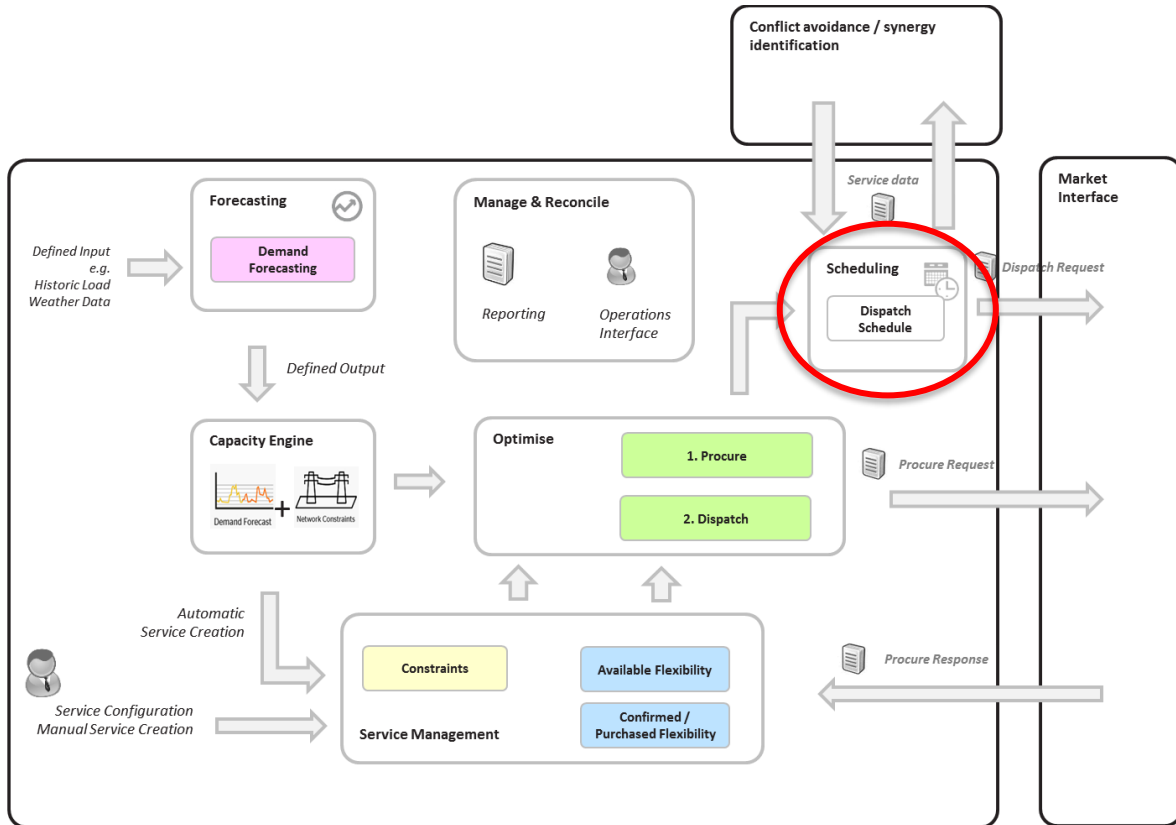 Conflict avoidance / synergy
identification
Service data
Market
Interface
Forecasting
Demand
Forecasting
Defined Input
e.g.
Historic Load
Weather Data
Manage & Reconcile
Reporting
Operations
Interface
Scheduling
Dispatch
Schedule
Dispatch Request
Defined Output
Capacity Engine
Demand Forecast
+
Network Constraints
Optimise
1. Procure
2. Dispatch
Procure Request
Automatic
Service Creation
Service Configuration
Manual Service Creation
Constraints
Available Flexibility
Confirmed /
Purchased Flexibility
Service Management
Procure Response